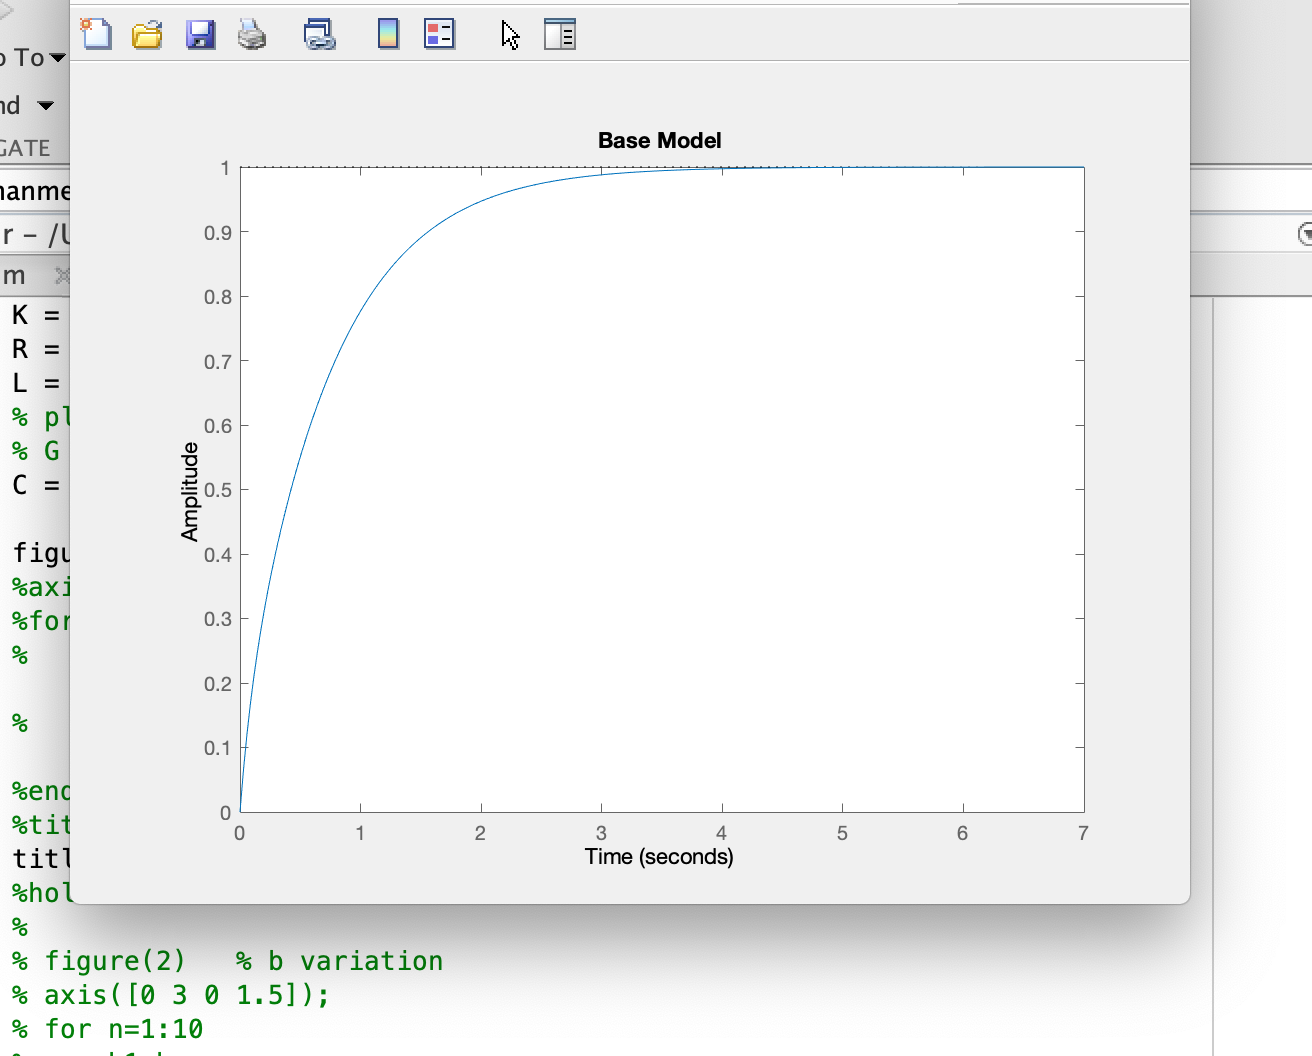 To
nd
GATE
Base Model
1
0.9
0.8
0.7
0.6
0.5
0.4
0.3
0.2
0.1
0
Amplitude
0 1 2 3 4 5 6 7
Time (seconds)
r – /
m
K =
R =
L =
% pl
% G
C =
figu
%axi
%for
%
%
%end
%tit
titl
%hol
%
% figure(2) % b variation
% axis([0 3 0 1.5]);
% for n=1:10